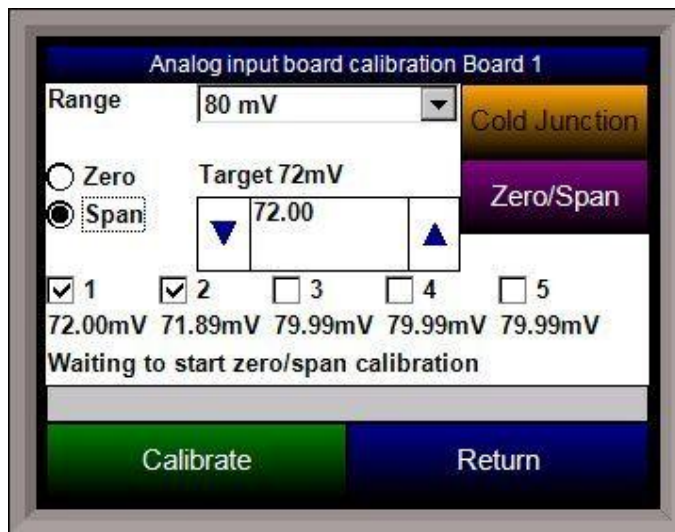 Analog input board calibration Board 1
Range
80 mV
Cold Junction
Zero
Target 72mV
Zero/Span
Span
72.00
1 2 3 4 5
72.00mV 71.89mV 79.99mV 79.99mV 79.99mV
Waiting to start zero/span calibration
Calibrate
Return